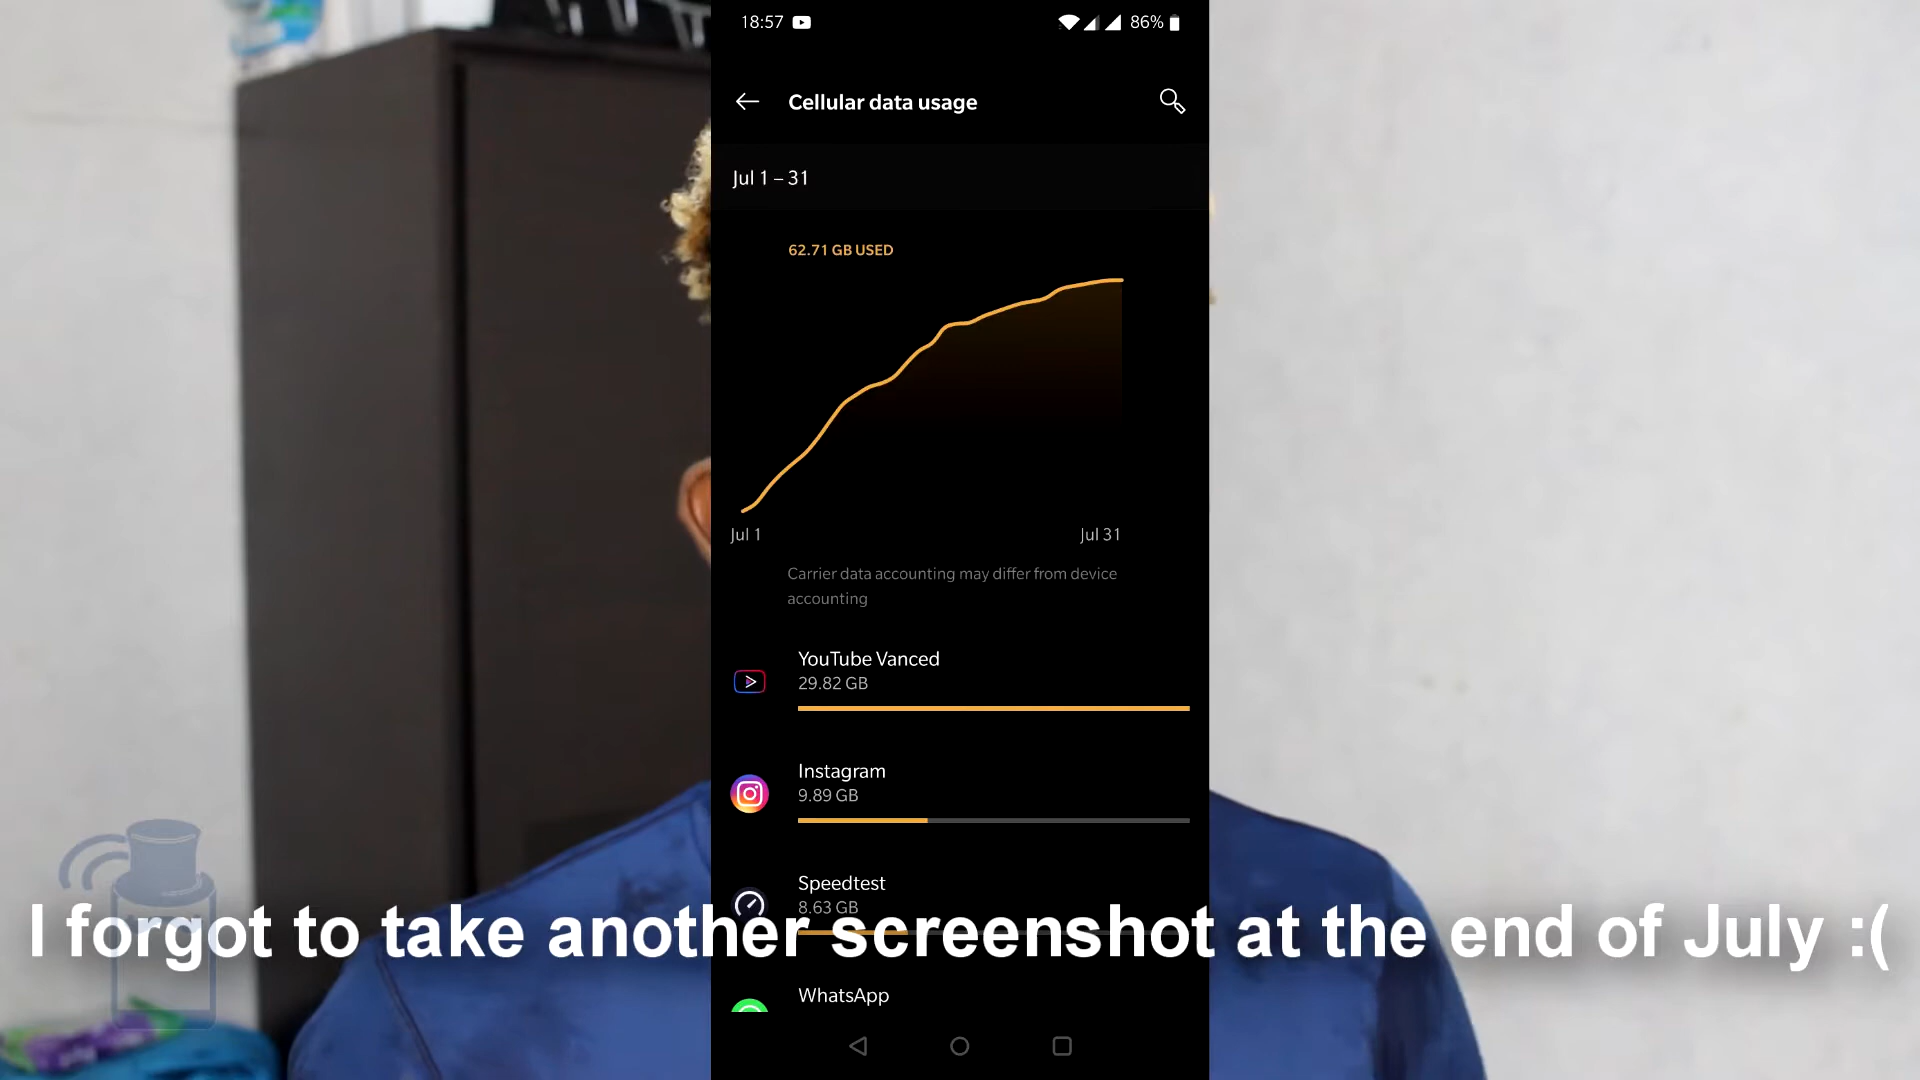 18:57
86%
Cellular data usage
Jul 1 – 31
62.71 GB USED
Jul 1
Jul 31
Carrier data accounting may differ from device
accounting
YouTube Vanced
29.82 GB
Instagram
9.89 GB
Speedtest
8.63 GB
I forgot to take another screenshot at the end of July :(
WhatsApp